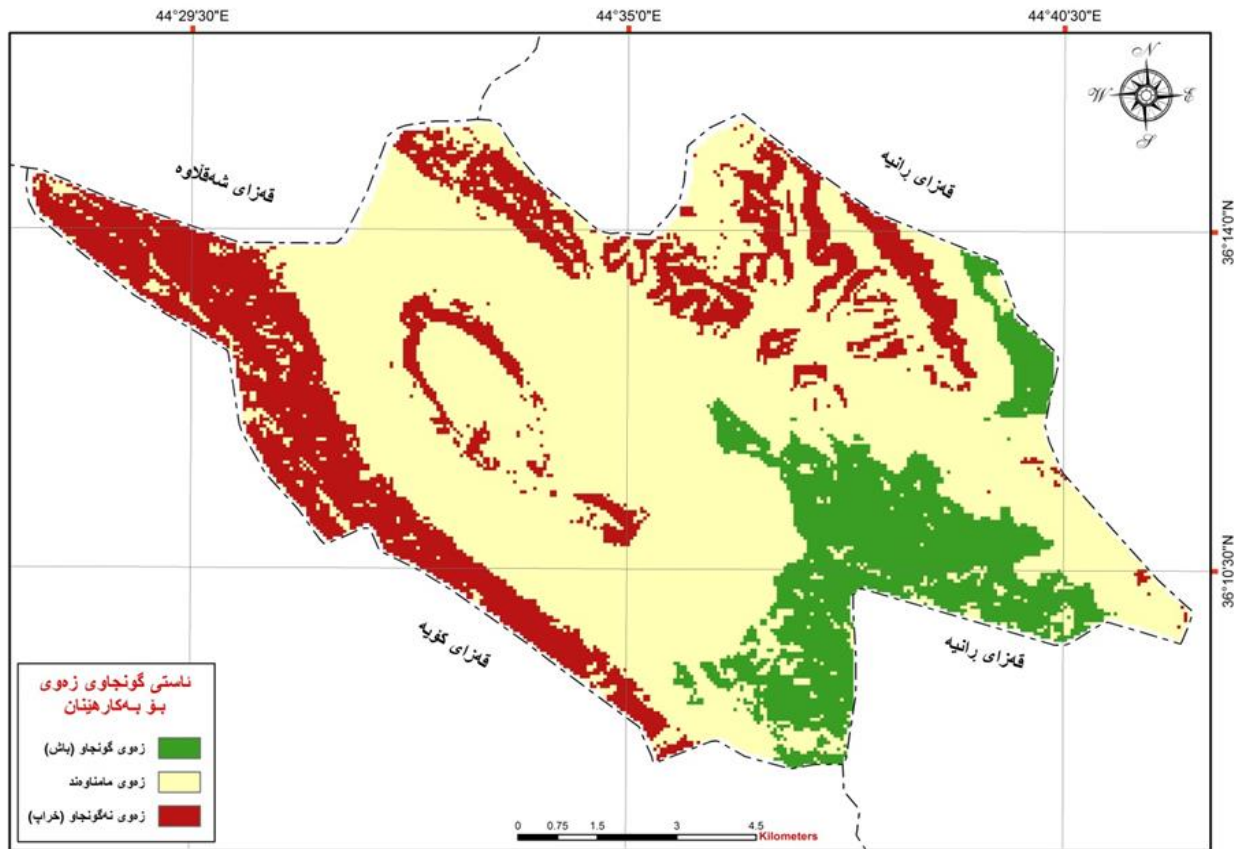 44°29'30"E
44°35'0"E
44°40'30"E
N
W
E
S
قەزای شەقڵاوە
قەزای ڕانیە
36°14'0"N
36°10'30"N
قەزای کۆیە
قەزای ڕانیە
ئاستی گونجاوی زەوی
بۆ بەکارهێنان
زەوی گونجاو (باش)
زەوی مامناوەند
زەوی نەگونجاو (خراپ)
0 0.75 1.5 3 4.5
Kilometers